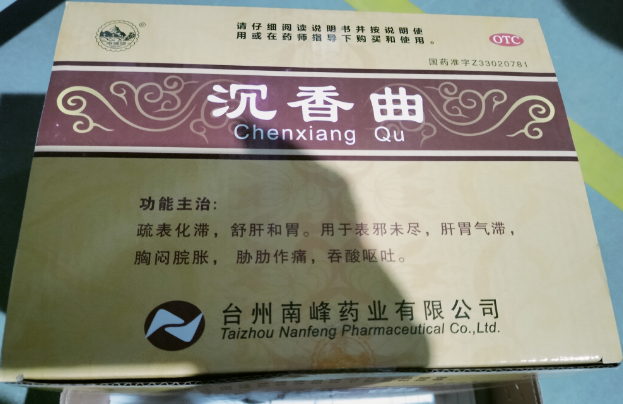 请仔细阅读说明书并按说明使
用或在药师指导下购买和使用。
OTC
国药准字Z33020781
沉香曲
Chenxiang Qu
功能主治:
疏表化滞,舒肝和胃。用于表邪未尽,肝胃气滞,
胸闷脘胀,胁肋作痛,吞酸呕吐。
台州南峰药业有限公司
Taizhou Nanfeng Pharmaceutical Co.,Ltd.